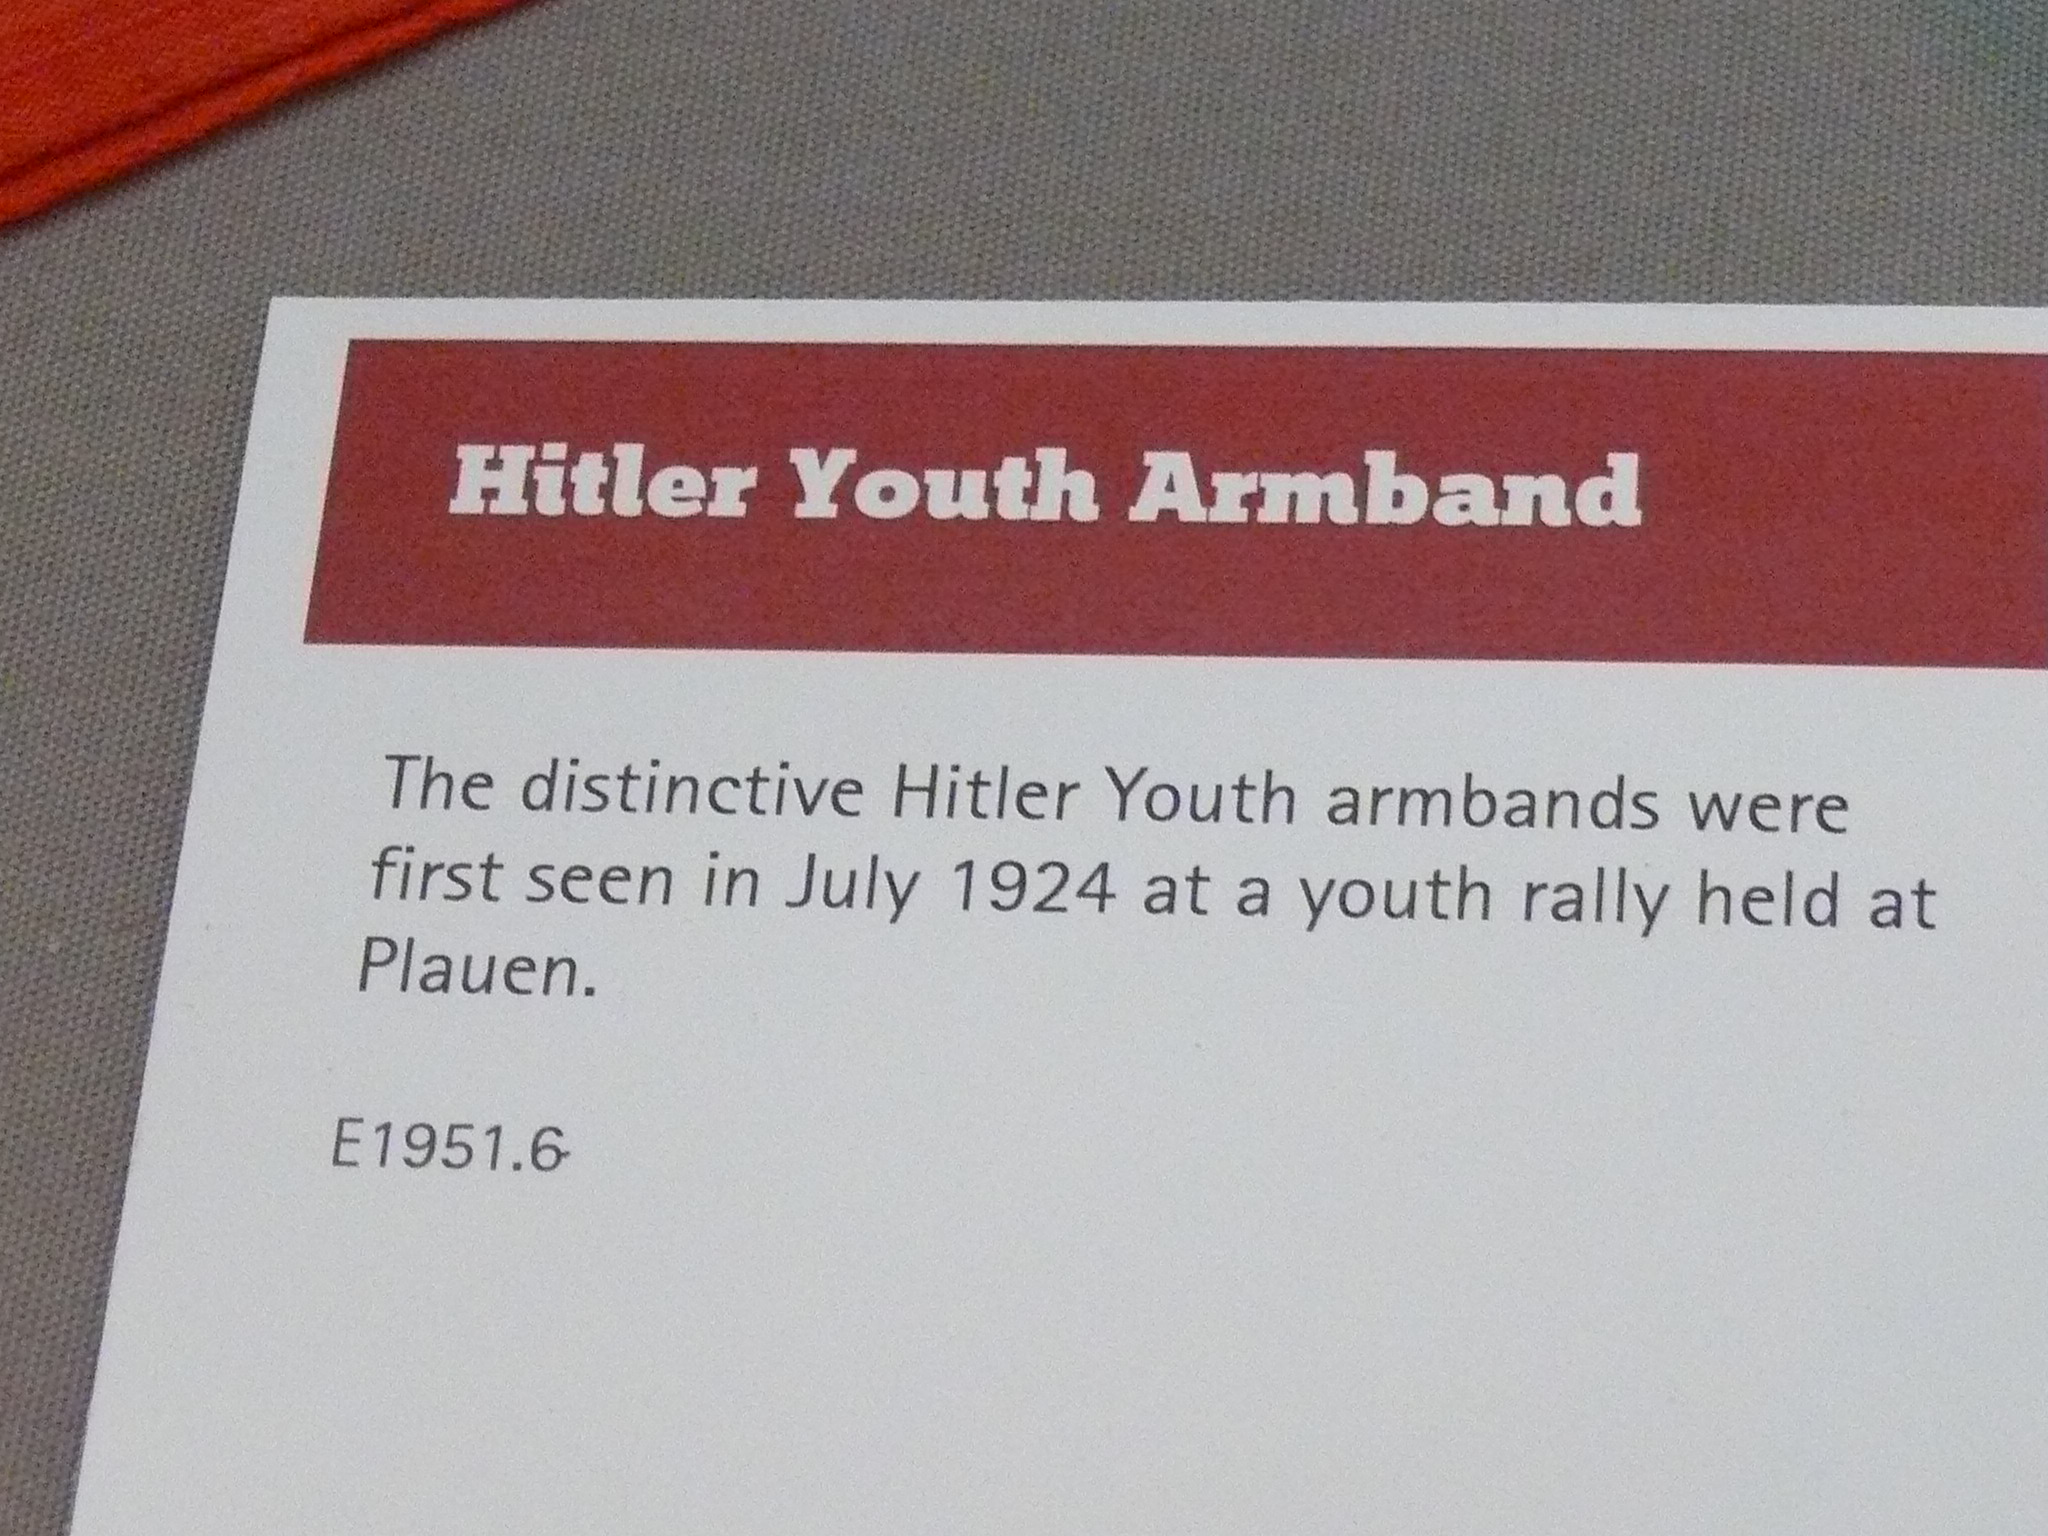 Hitler Youth Armband
The distinctive Hitler Youth armbands were
first seen in July 1924 at a youth rally held at
Plauen.
E1951.6